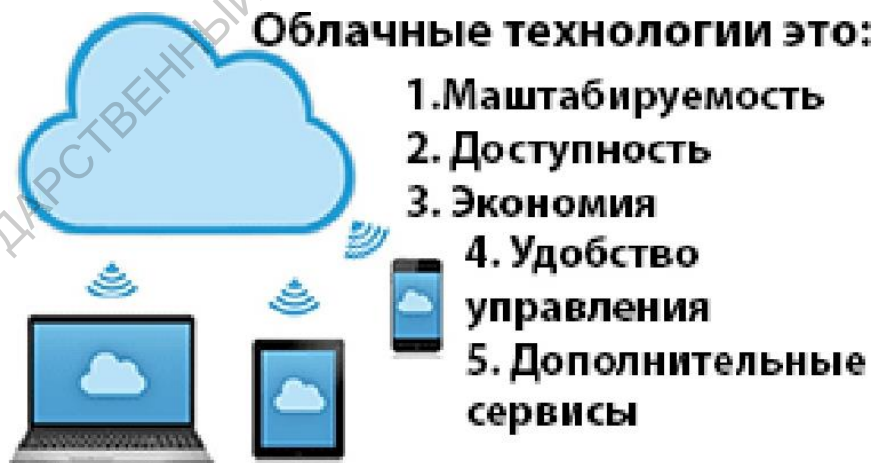 Облачные технологии это:
1.Маштабируемость
2. Доступность
3. Экономия
4. Удобство
управления
5. Дополнительные
сервисы